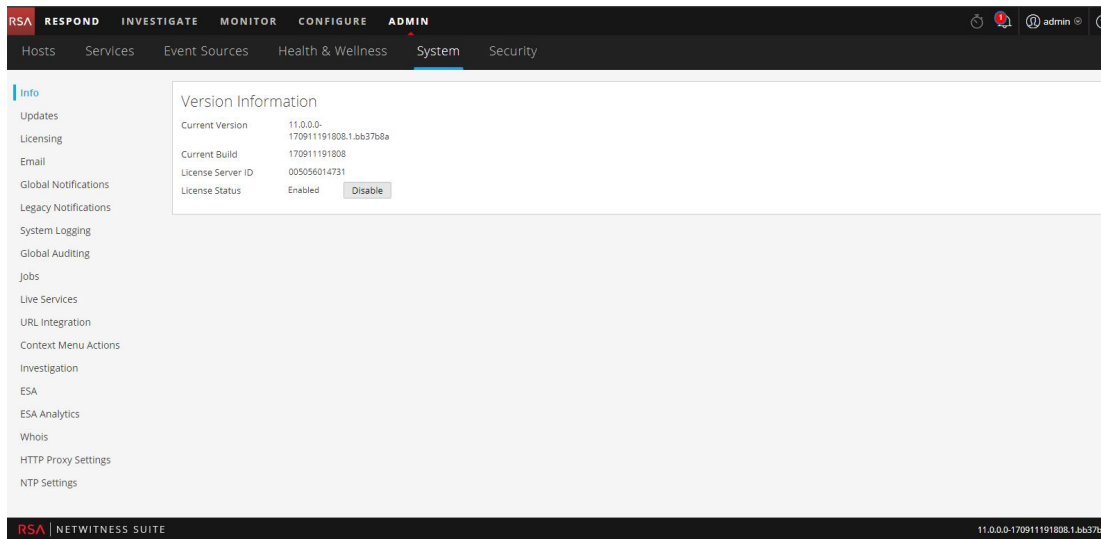 RSA RESPOND INVESTIGATE MONITOR CONFIGURE ADMIN 1 admin
Hosts Services Event Sources Health & Wellness System Security
Info
Updates
Licensing
Email
Global Notifications
Legacy Notifications
System Logging
Global Auditing
Jobs
Live Services
URL Integration
Context Menu Actions
Investigation
ESA
ESA Analytics
Whois
HTTP Proxy Settings
NTP Settings
Version Information
Current Version 11.0.0.0-
170911191808.1.bb37b8a
Current Build 170911191808
License Server ID 005056014731
License Status Enabled Disable
RSA NETWITNESS SUITE 11.0.0.0-170911191808.1.bb37b